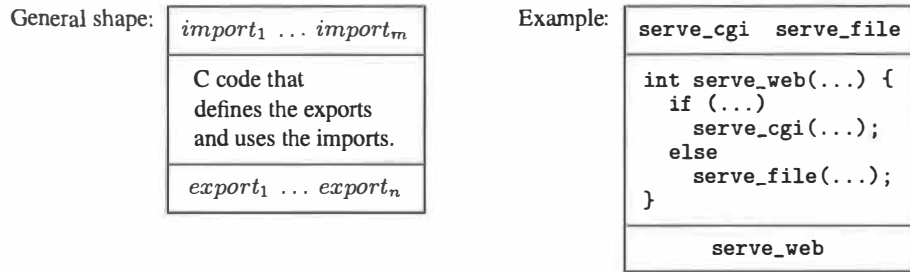 General shape:
import₁ ... importₘ
C code that
defines the exports
and uses the imports.
export₁ ... exportₙ
Example:
serve_cgi serve_file
int serve_web(...) {
if (...)
serve_cgi(...);
else
serve_file(...);
}
serve_web